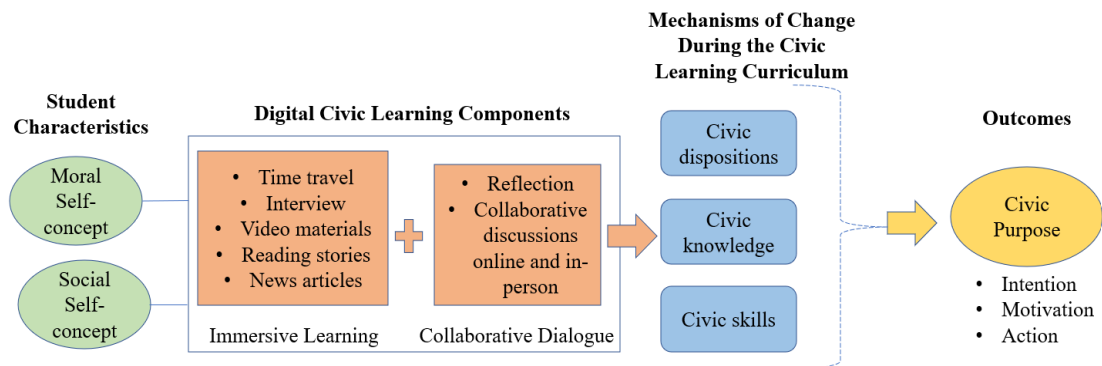 Student
Characteristics
Moral
Self-
concept
Social
Self-
concept
Digital Civic Learning Components
• Time travel
• Interview
• Video materials
• Reading stories
• News articles
Immersive Learning
• Reflection
• Collaborative
discussions
online and in-
person
Collaborative Dialogue
Mechanisms of Change
During the Civic
Learning Curriculum
Civic
dispositions
Civic
knowledge
Civic skills
Outcomes
Civic
Purpose
• Intention
• Motivation
• Action